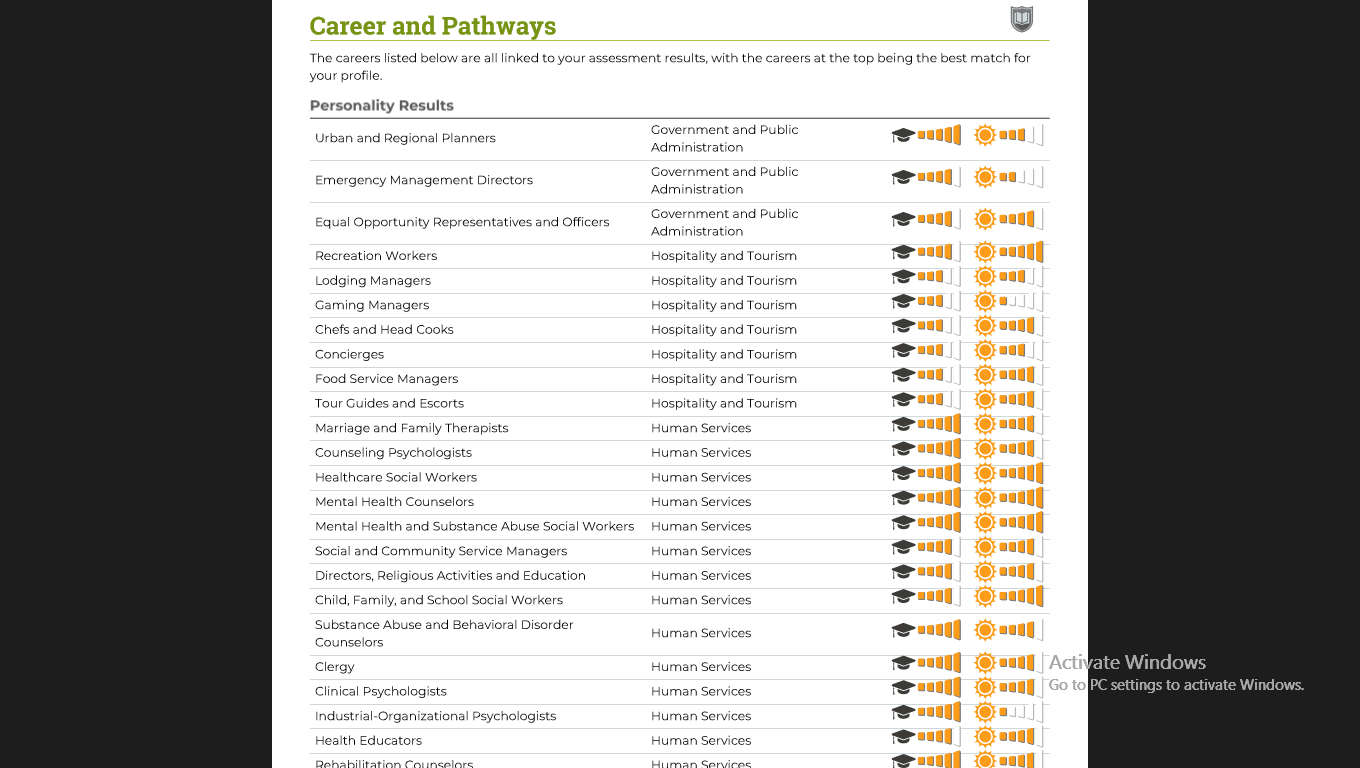 Career and Pathways
The careers listed below are all linked to your assessment results, with the careers at the top being the best match for
your profile.
Personality Results
Urban and Regional Planners Government and Public
Administration
Emergency Management Directors Government and Public
Administration
Equal Opportunity Representatives and Officers Government and Public
Administration
Recreation Workers Hospitality and Tourism
Lodging Managers Hospitality and Tourism
Gaming Managers Hospitality and Tourism
Chefs and Head Cooks Hospitality and Tourism
Concierges Hospitality and Tourism
Food Service Managers Hospitality and Tourism
Tour Guides and Escorts Hospitality and Tourism
Marriage and Family Therapists Human Services
Counseling Psychologists Human Services
Healthcare Social Workers Human Services
Mental Health Counselors Human Services
Mental Health and Substance Abuse Social Workers Human Services
Social and Community Service Managers Human Services
Directors, Religious Activities and Education Human Services
Child, Family, and School Social Workers Human Services
Substance Abuse and Behavioral Disorder
Counselors Human Services
Clergy Human Services
Clinical Psychologists Human Services
Industrial-Organizational Psychologists Human Services
Health Educators Human Services
Rehabilitation Counselors Human Services
Activate Windows
Go to PC settings to activate Windows.